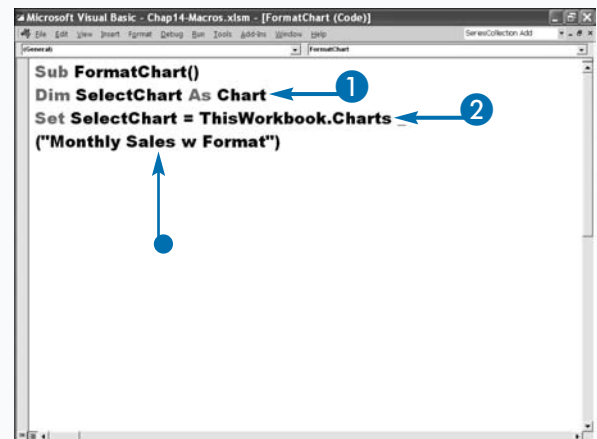 Microsoft Visual Basic - Chap14-Macros.xlsm - [FormatChart (Code)]
File Edit View Insert Format Debug Run Tools Add-Ins Window Help SeriesCollection Add
(General) FormatChart
Sub FormatChart()
Dim SelectChart As Chart 1
Set SelectChart = ThisWorkbook.Charts _ 2
("Monthly Sales w Format")